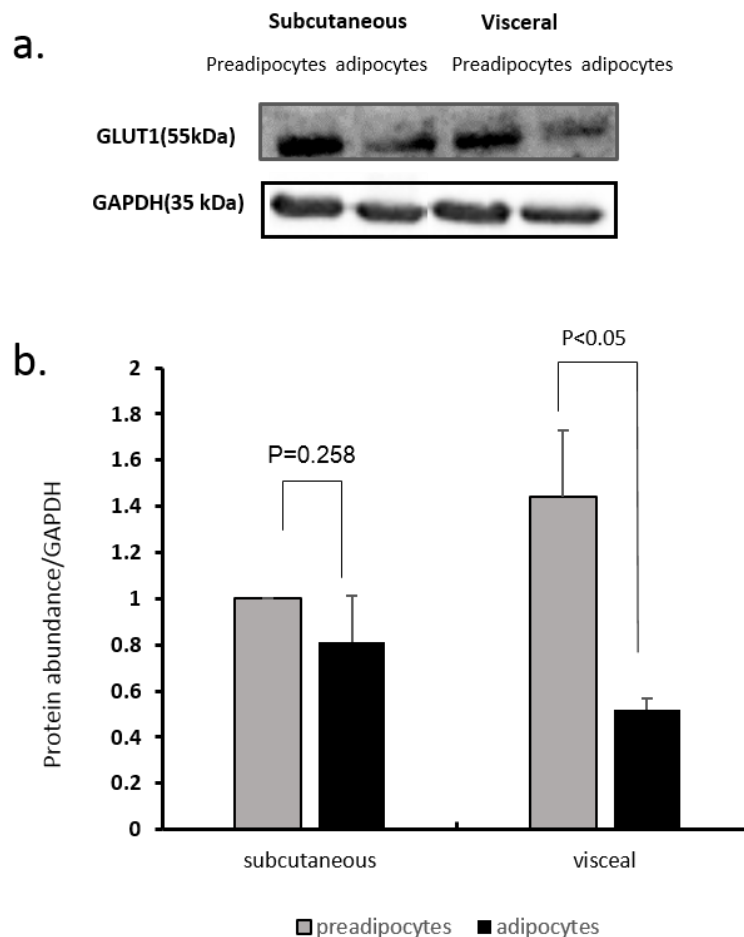 a.
Subcutaneous Visceral
Preadipocytes adipocytes Preadipocytes adipocytes
GLUT1(55kDa)
GAPDH(35 kDa)
b.
P<0.05
P=0.258
Protein abundance/GAPDH
2
1.8
1.6
1.4
1.2
1
0.8
0.6
0.4
0.2
0
subcutaneous visceal
preadipocytes adipocytes